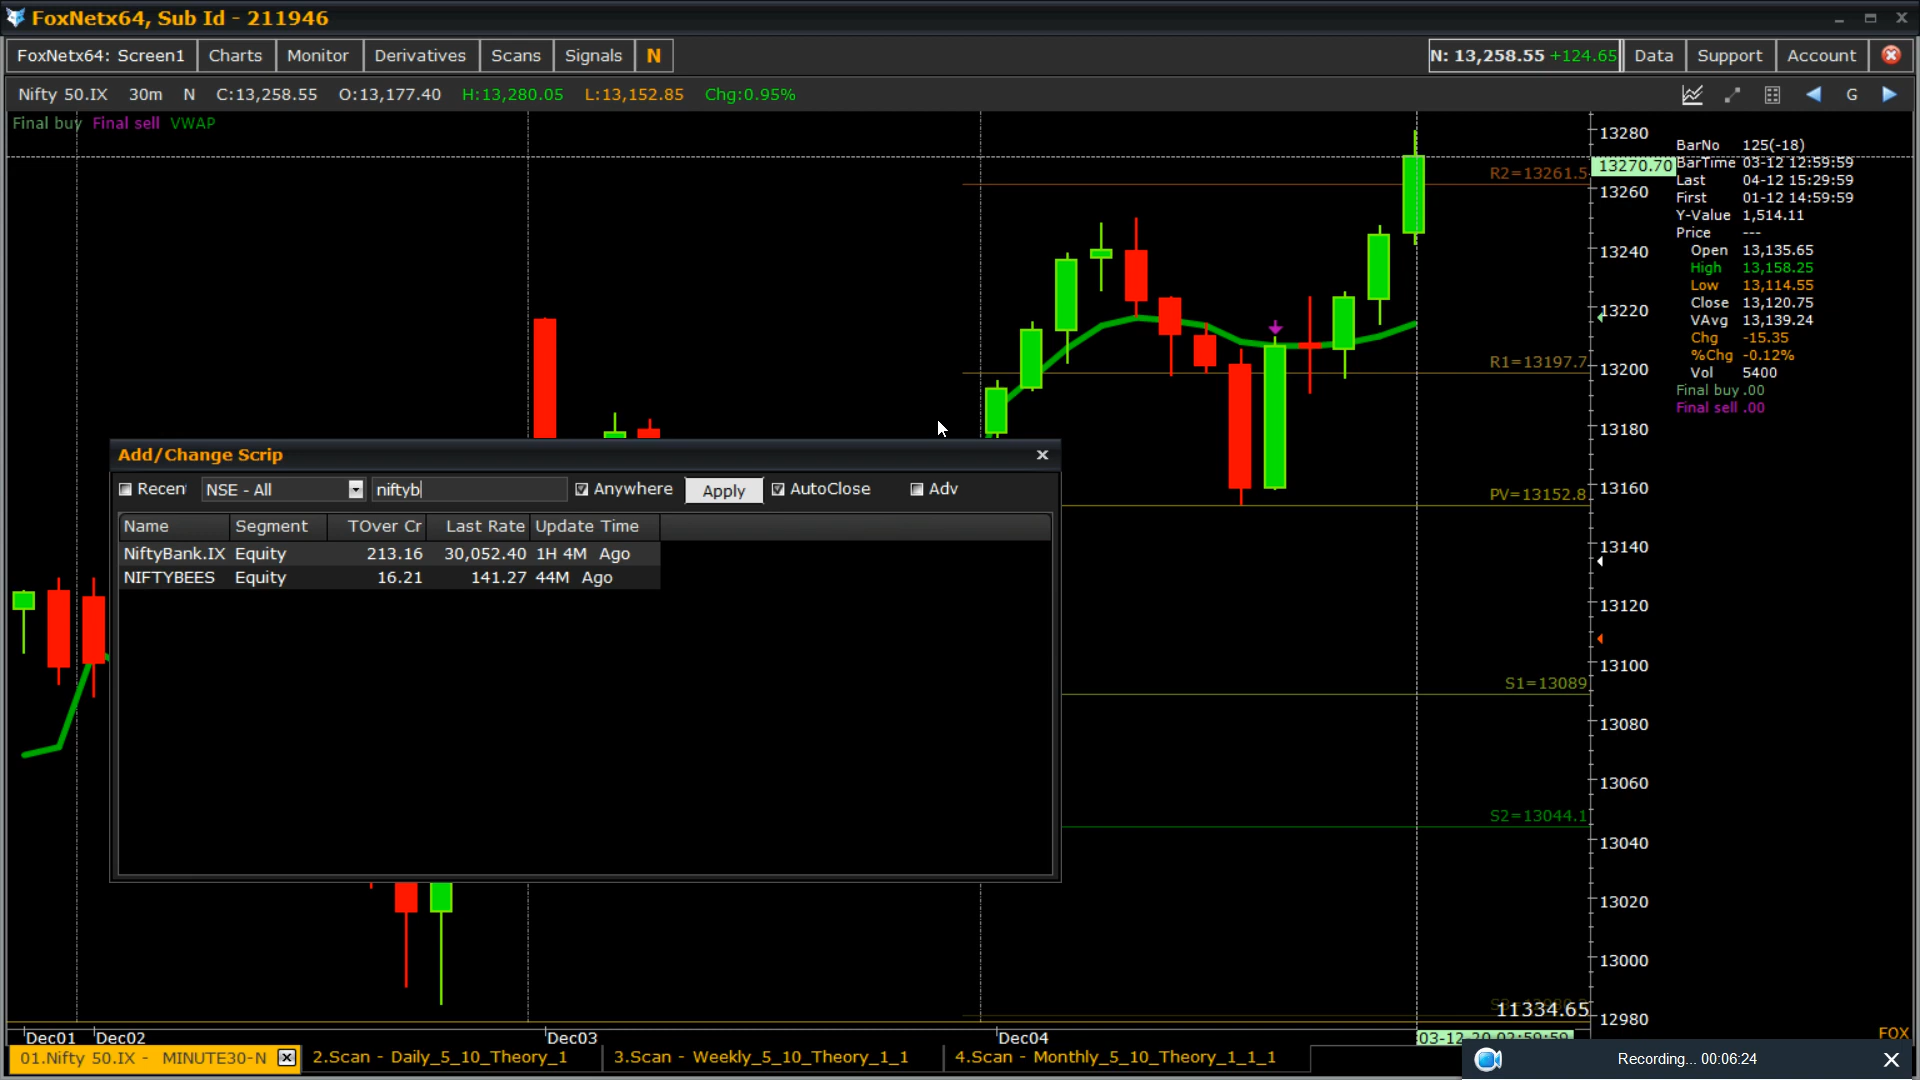 FoxNetx64, Sub Id - 211946
FoxNetx64: Screen1 Charts Monitor Derivatives Scans Signals N N: 13,258.55 +124.65 Data Support Account
Nifty 50.IX 30m N C:13,258.55 O:13,177.40 H:13,280.05 L:13,152.85 Chg:0.95% G
Final buy Final sell VWAP
13280
13270.70
13260
13240
13220
13200
13180
13160
13140
13120
13100
13080
13060
13040
13020
13000
12980
R2=13261.5
R1=13197.7
PV=13152.8
S1=13089
S2=13044.1
11334.65
BarNo 125(-18)
BarTime 03-12 12:59:59
Last 04-12 15:29:59
First 01-12 14:59:59
Y-Value 1,514.11
Price ---
Open 13,135.65
High 13,158.25
Low 13,114.55
Close 13,120.75
VAvg 13,139.24
Chg -15.35
%Chg -0.12%
Vol 5400
Final buy .00
Final sell .00
Add/Change Scrip
Recent NSE - All niftyb Anywhere Apply AutoClose Adv
Name Segment TOver Cr Last Rate Update Time
NiftyBank.IX Equity 213.16 30,052.40 1H 4M Ago
NIFTYBEES Equity 16.21 141.27 44M Ago
Dec01 Dec02 Dec03 Dec04
FOX
01.Nifty 50.IX - MINUTE30-N 2.Scan - Daily_5_10_Theory_1 3.Scan - Weekly_5_10_Theory_1_1 4.Scan - Monthly_5_10_Theory_1_1_1
Recording... 00:06:24